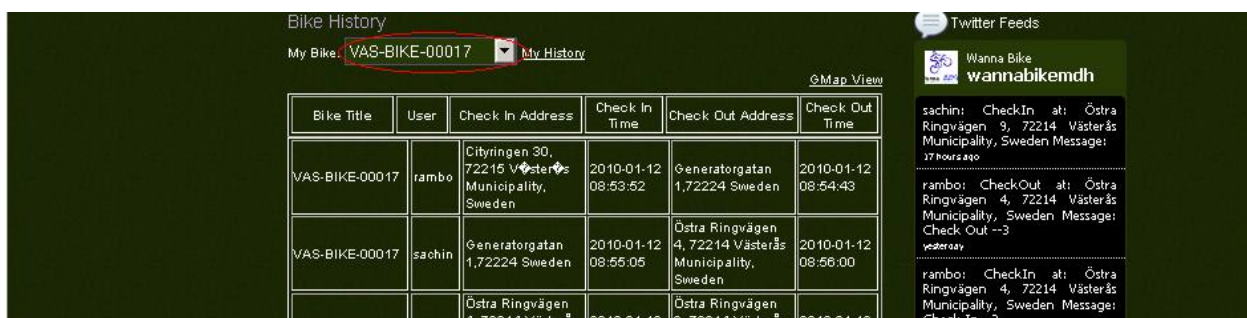 Bike History
My Bike: VAS-BIKE-00017 My History
GMap View
Bike Title User Check In Address Check In Time Check Out Address Check Out Time
VAS-BIKE-00017 rambo Cityringen 30, 72215 V�ster�s Municipality, Sweden 2010-01-12 08:53:52 Generatorgatan 1,72224 Sweden 2010-01-12 08:54:43
VAS-BIKE-00017 sachin Generatorgatan 1,72224 Sweden 2010-01-12 08:55:05 Östra Ringvägen 4, 72214 Västerås Municipality, Sweden 2010-01-12 08:56:00
Östra Ringvägen Östra Ringvägen
Twitter Feeds
Wanna Bike
wannabikemdh
sachin: CheckIn at: Östra
Ringvägen 9, 72214 Västerås
Municipality, Sweden Message:
17 hours ago
rambo: CheckOut at: Östra
Ringvägen 4, 72214 Västerås
Municipality, Sweden Message:
Check Out --3
yesterday
rambo: CheckIn at: Östra
Ringvägen 4, 72214 Västerås
Municipality, Sweden Message: